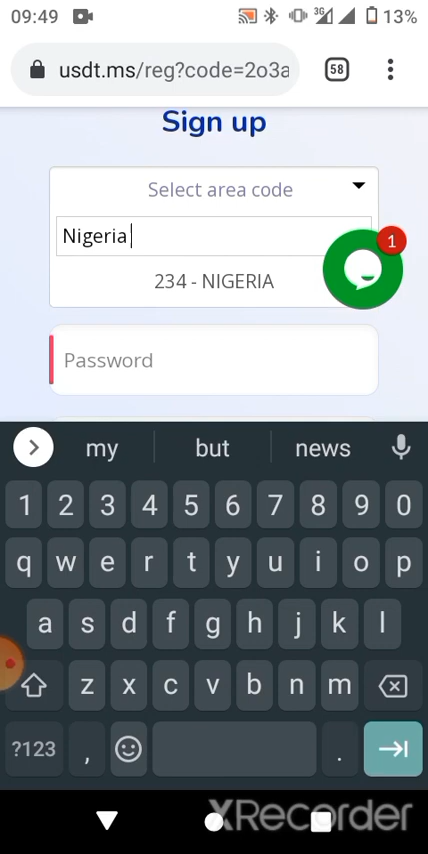 09:49 3G 13%
usdt.ms/reg?code=2o3a 58
Sign up
Select area code
1
Nigeria
234 - NIGERIA
Password
my but news
1 2 3 4 5 6 7 8 9 0
q w e r t y u i o p
a s d f g h j k l
z x c v b n m
?123 , .
XRecorder